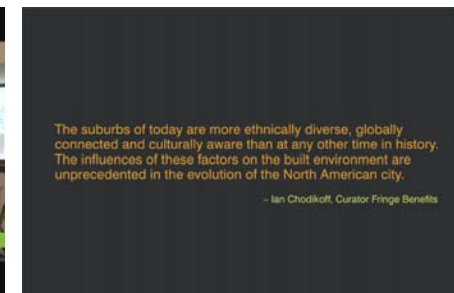 The suburbs of today are more ethnically diverse, globally
connected and culturally aware than at any other time in history.
The influences of these factors on the built environment are
unprecedented in the evolution of the North American city.
– Ian Chodikoff, Curator Fringe Benefits